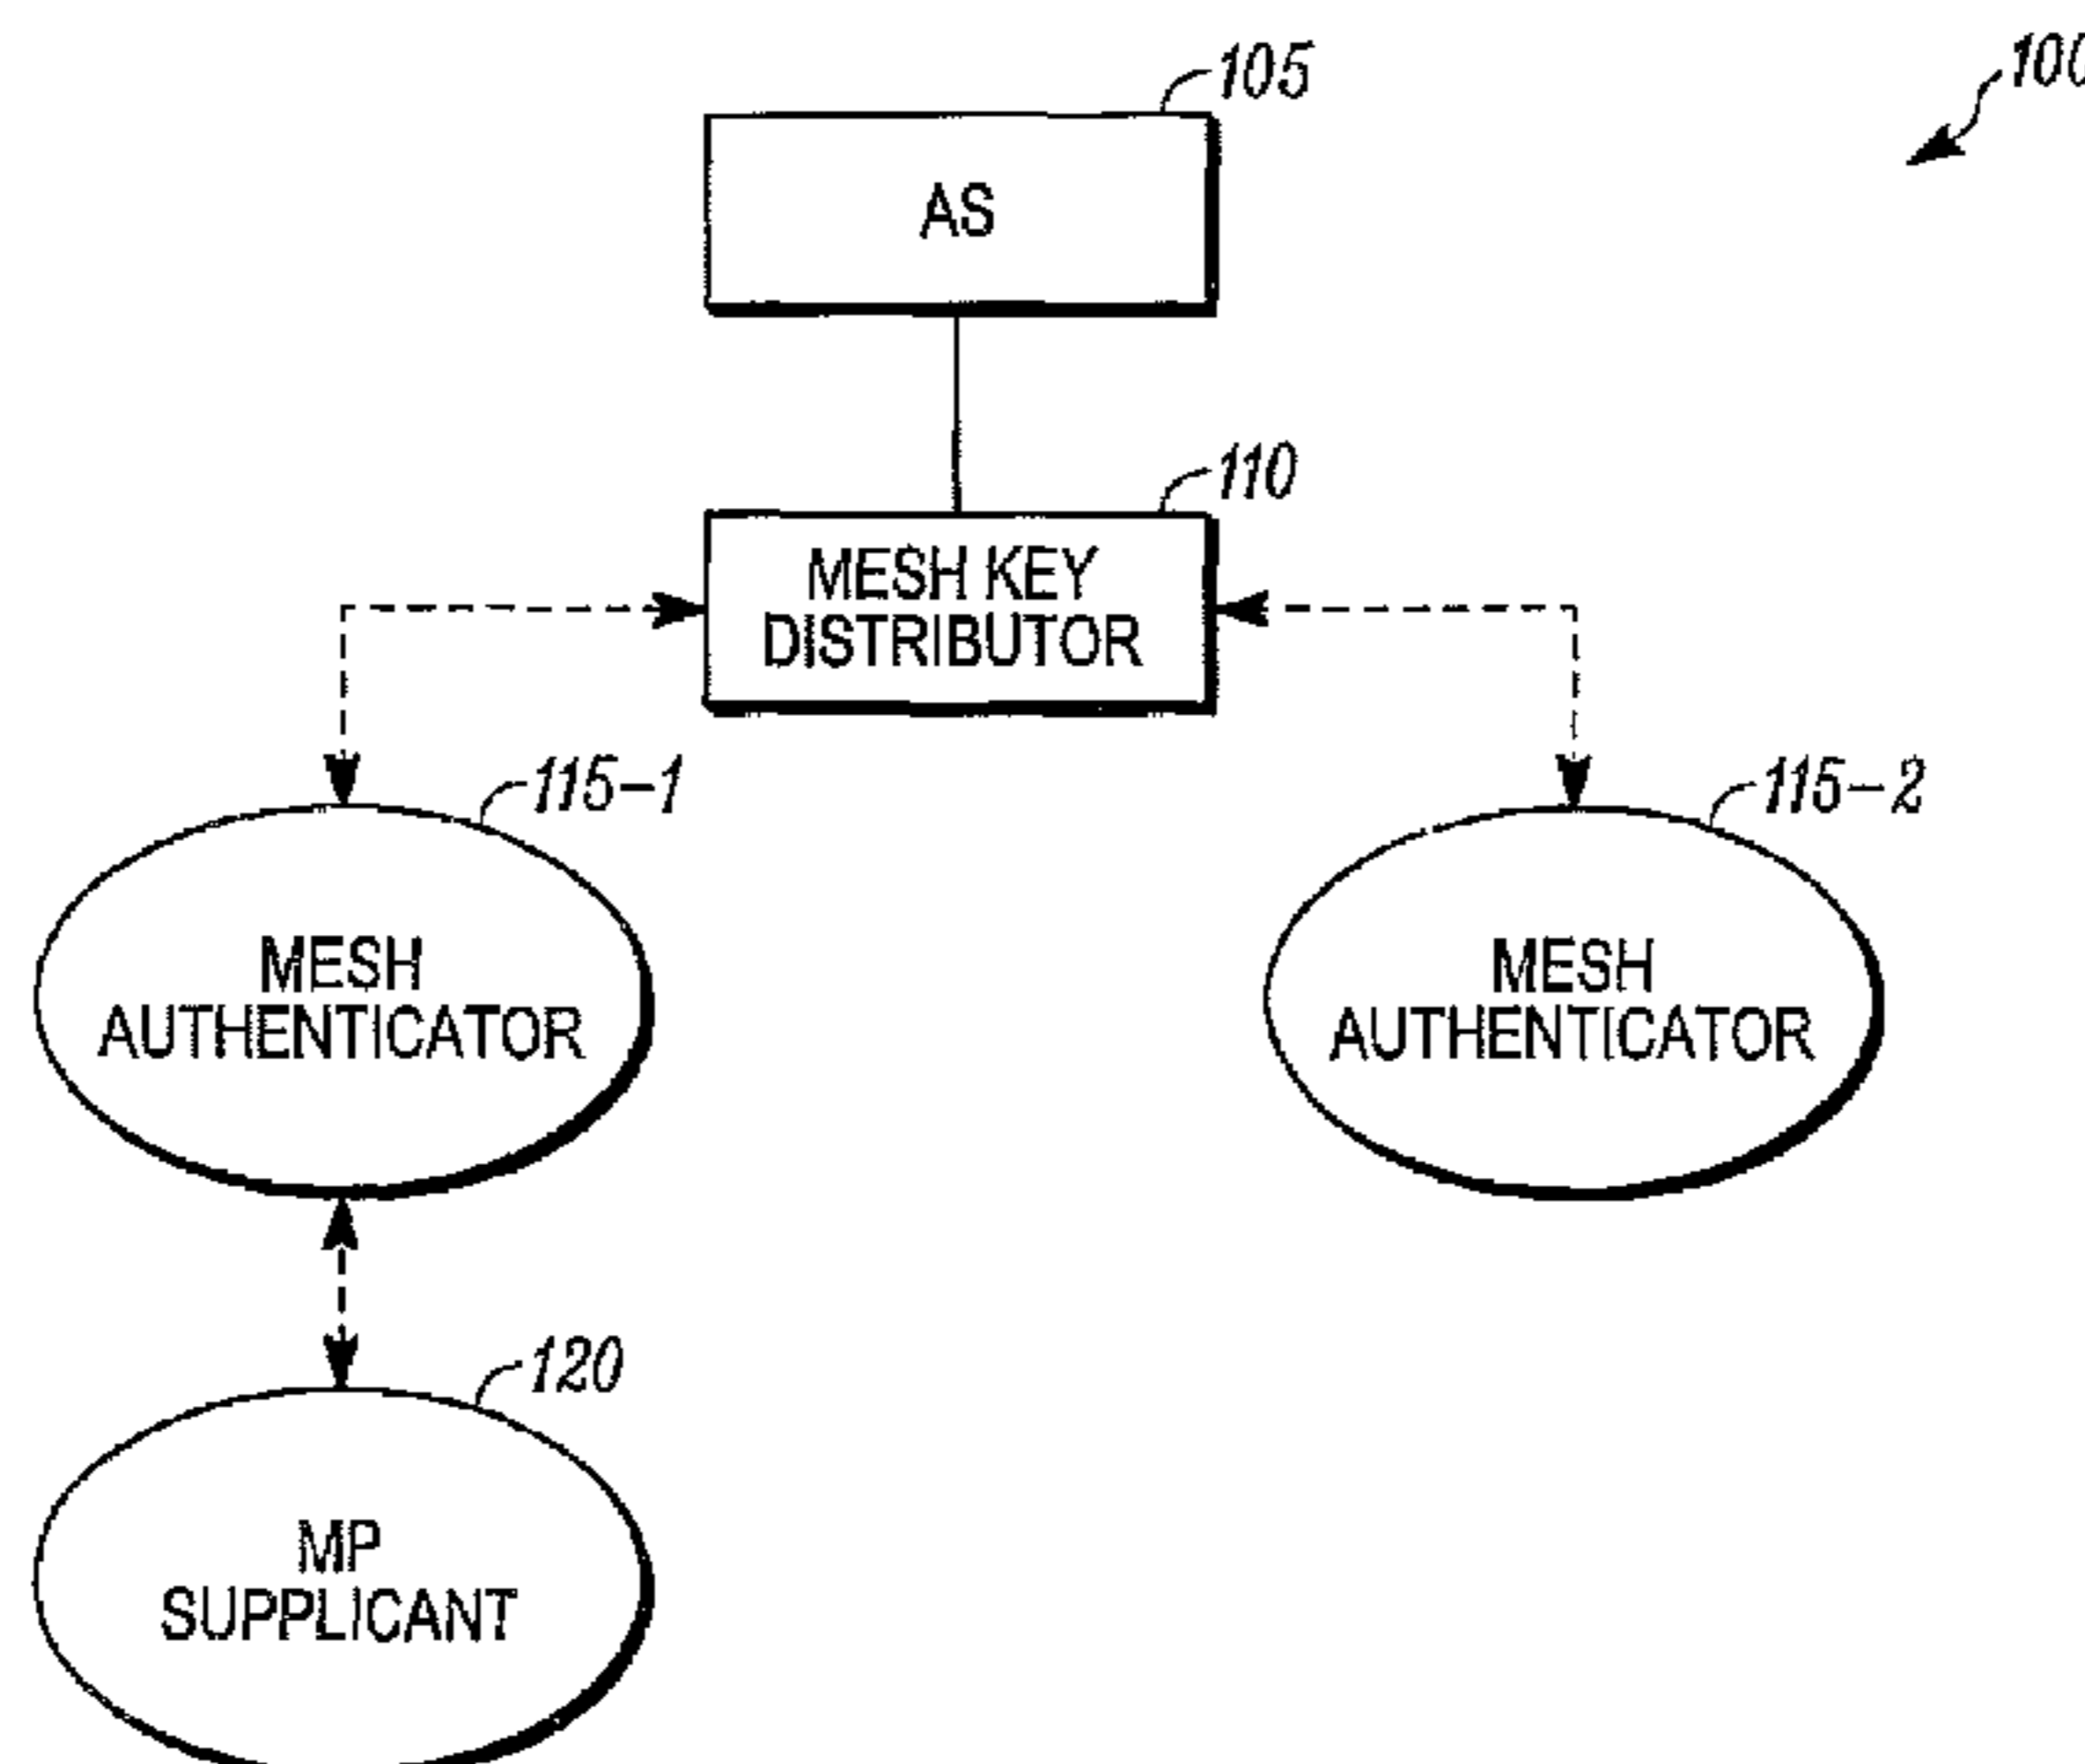 105
100
AS
110
MESH KEY
DISTRIBUTOR
115-1
115-2
MESH
AUTHENTICATOR
MESH
AUTHENTICATOR
120
MP
SUPPLICANT